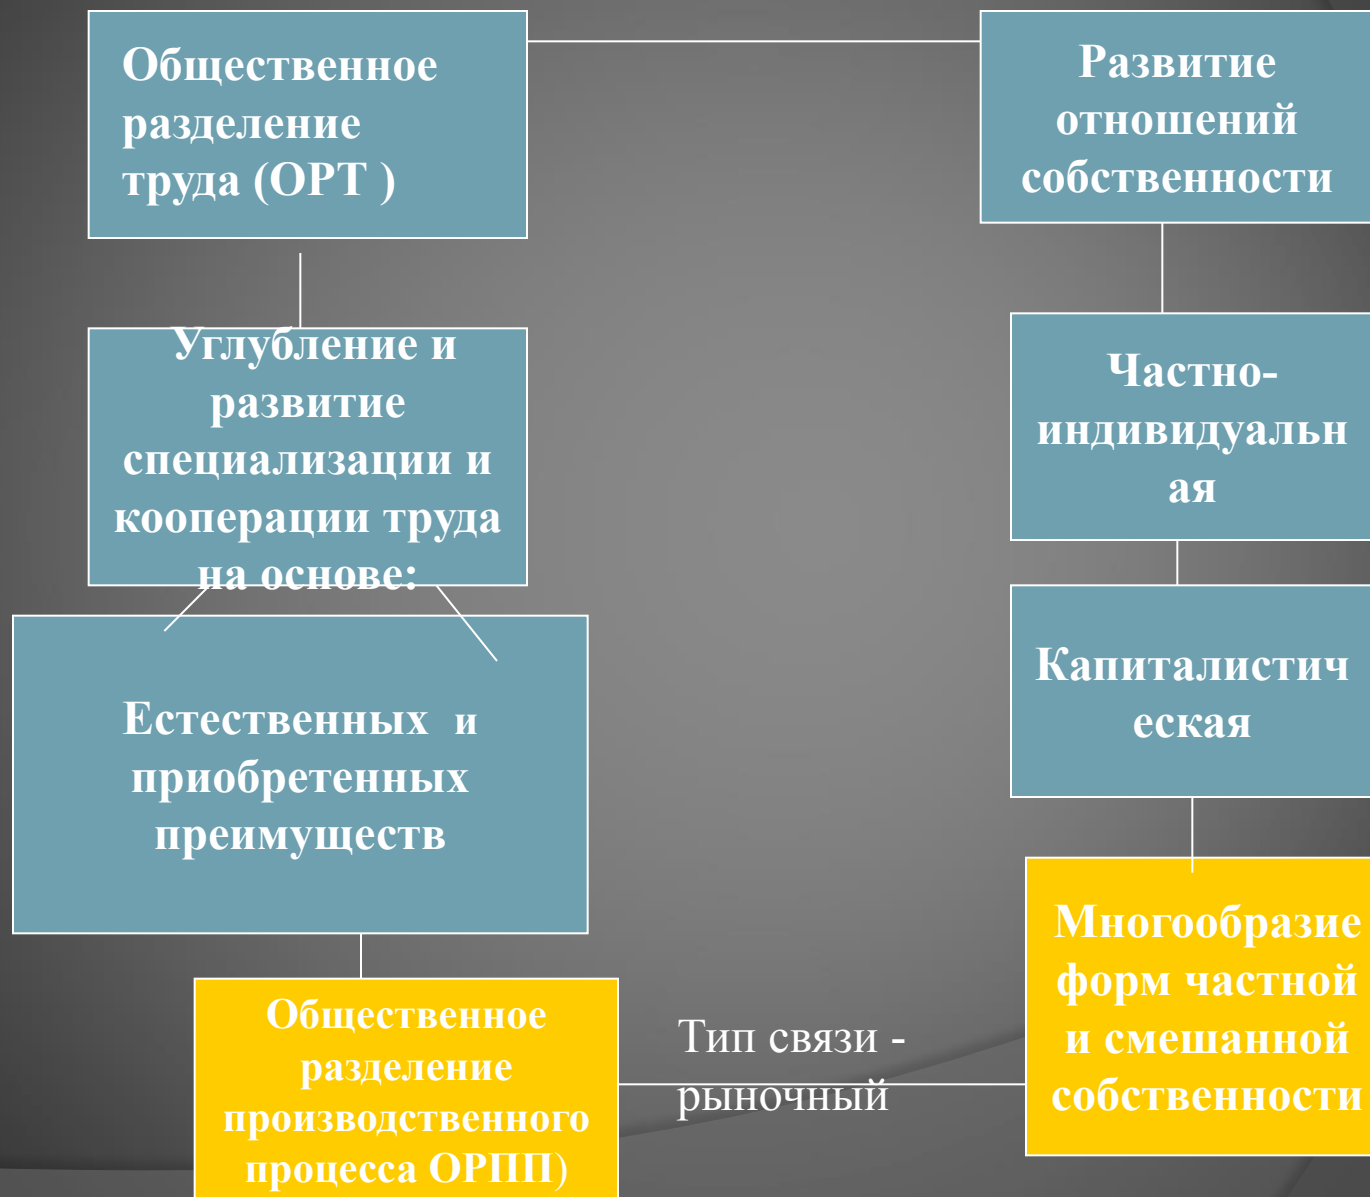 Общественное
разделение
труда (ОРТ )
Углубление и
развитие
специализации и
кооперации труда
на основе:
Естественных и
приобретенных
преимуществ
Общественное
разделение
производственного
процесса ОРПП)
Тип связи -
рыночный
Развитие
отношений
собственности
Частно-
индивидуальн
ая
Капиталистич
еская
Многообразие
форм частной
и смешанной
собственности